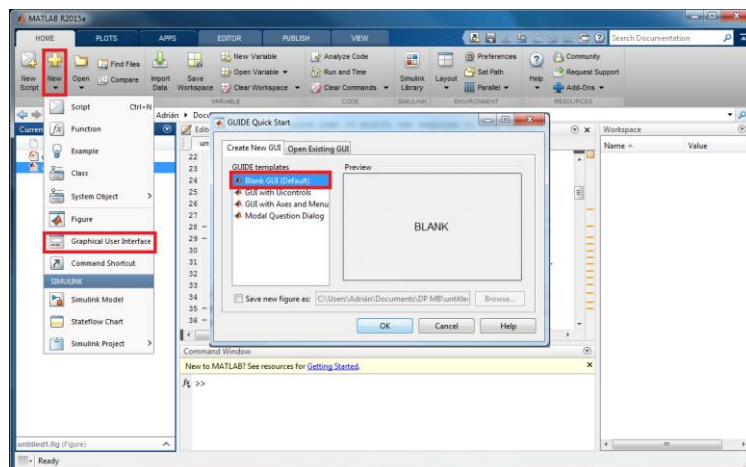 MATLAB R2015a
HOME PLOTS APPS EDITOR PUBLISH VIEW Search Documentation
New Script
New
Open
Find Files
Compare
Import Data
Save Workspace
New Variable
Open Variable
Clear Workspace
Analyze Code
Run and Time
Clear Commands
Simulink Library
Layout
Preferences
Set Path
Parallel
Help
Community
Request Support
Add-Ons
VARIABLE CODE SIMULINK ENVIRONMENT RESOURCES
Adrián
Workspace
Name Value
Script Ctrl+N
Function
Example
Class
System Object
Figure
Graphical User Interface
Command Shortcut
SIMULINK
Simulink Model
Stateflow Chart
Simulink Project
22
23
24
25
26
27
28
29
30
31
32
33
34
35
36
GUIDE Quick Start
Create New GUI Open Existing GUI
GUIDE templates Preview
Blank GUI (Default)
GUI with Uicontrols
GUI with Axes and Menu
Modal Question Dialog
BLANK
Save new figure as: C:\Users\Adrián\Documents\DP MB\untitle Browse...
OK Cancel Help
Command Window
New to MATLAB? See resources for Getting Started.
fx >>
untitled1.fig (Figure)
Ready